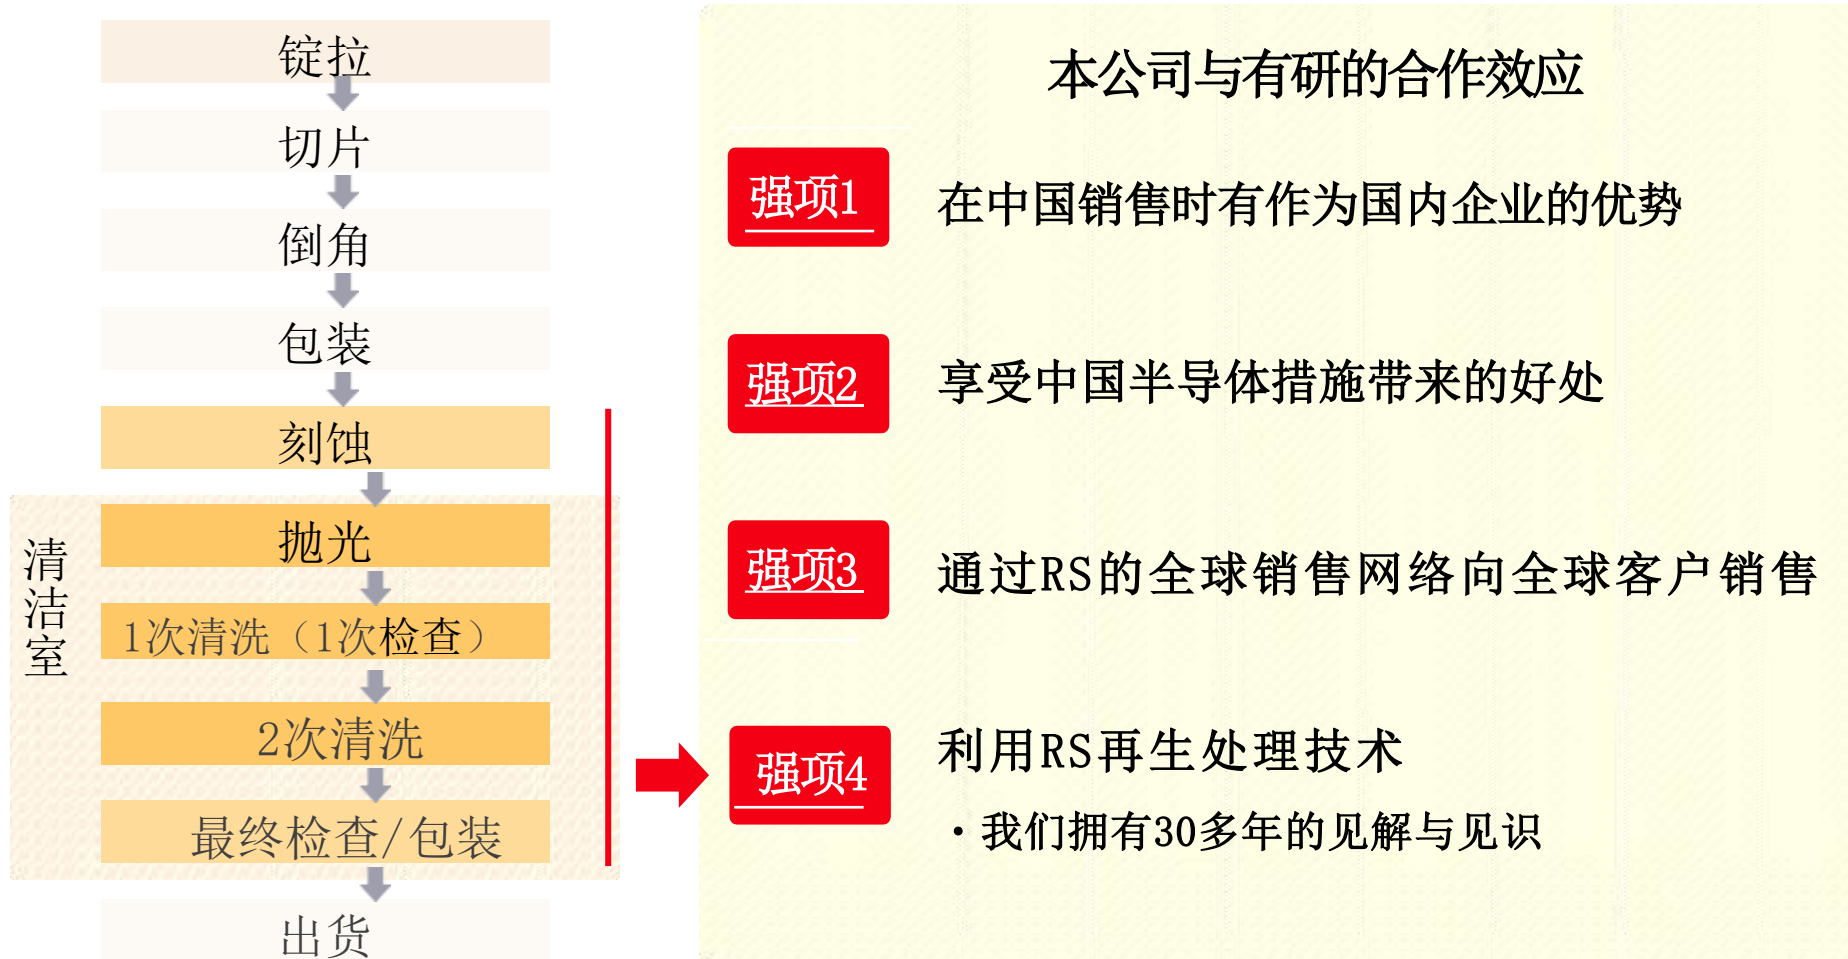 锭拉
切片
倒角
包装
刻蚀
清洁室
抛光
1次清洗（1次检查）
2次清洗
最终检查/包装
出货
本公司与有研的合作效应
强项1
在中国销售时有作为国内企业的优势
强项2
享受中国半导体措施带来的好处
强项3
通过RS的全球销售网络向全球客户销售
强项4
利用RS再生处理技术
・我们拥有30多年的见解与见识